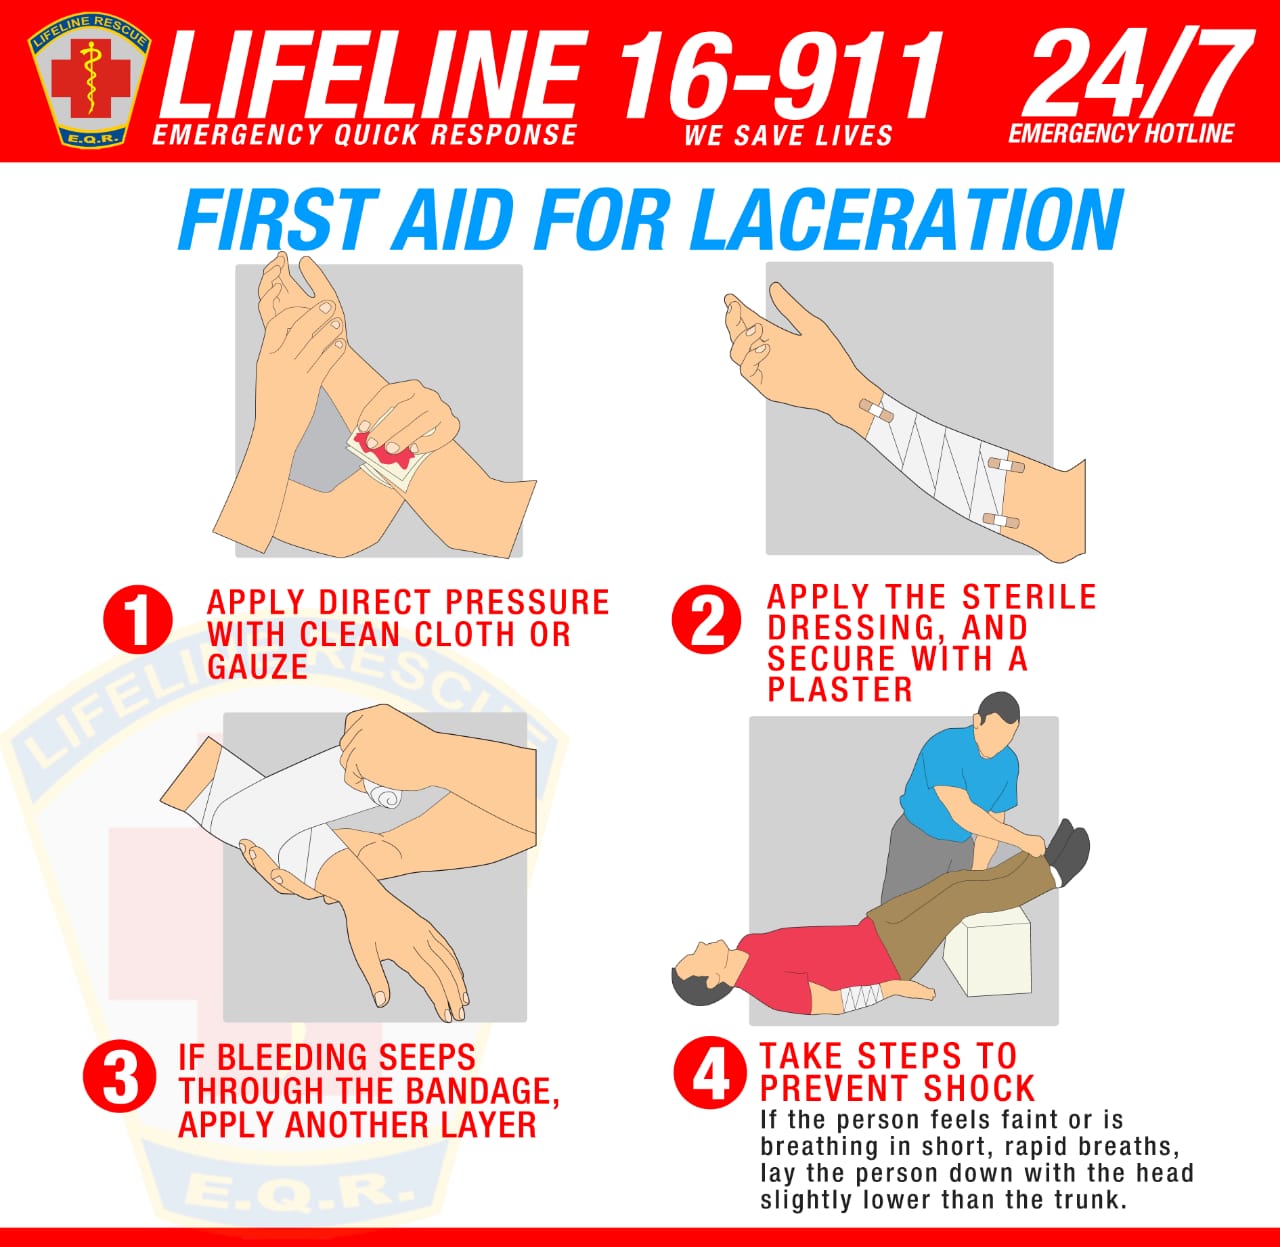 LIFELINE RESCUE
E.Q.R.
LIFELINE 16-911 24/7
EMERGENCY QUICK RESPONSE WE SAVE LIVES EMERGENCY HOTLINE
FIRST AID FOR LACERATION
1 APPLY DIRECT PRESSURE
WITH CLEAN CLOTH OR
GAUZE
2 APPLY THE STERILE
DRESSING, AND
SECURE WITH A
PLASTER
3 IF BLEEDING SEEPS
THROUGH THE BANDAGE,
APPLY ANOTHER LAYER
4 TAKE STEPS TO
PREVENT SHOCK
If the person feels faint or is
breathing in short, rapid breaths,
lay the person down with the head
slightly lower than the trunk.
LIFELINE RESCUE
E.Q.R.